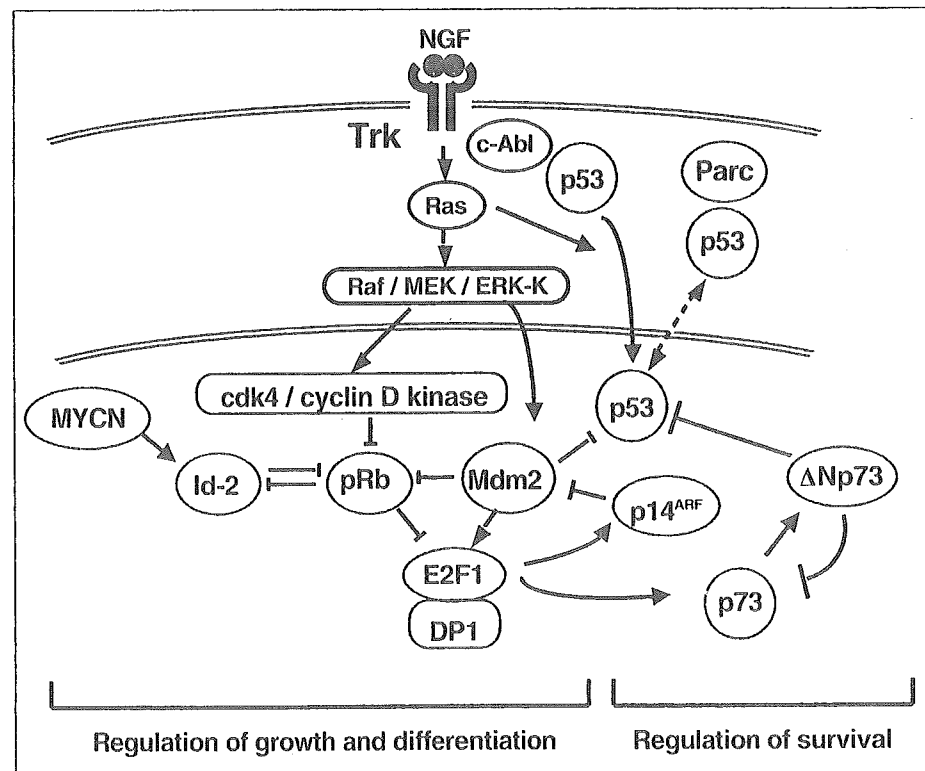 NGF
Trk
c-Abl
p53
Parc
p53
Ras
Raf / MEK / ERK-K
cdk4 / cyclin D kinase
MYCN
p53
Id-2
pRb
Mdm2
ΔNp73
p14ARF
E2F1
DP1
p73
Regulation of growth and differentiation
Regulation of survival